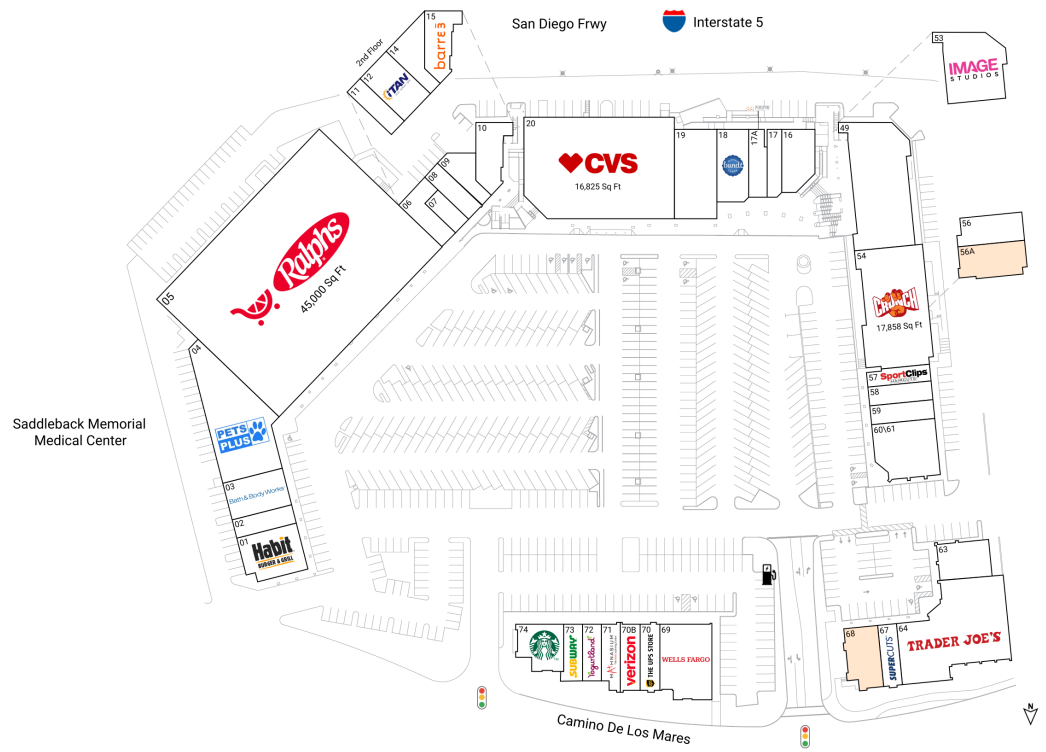 San Diego Frwy
Interstate 5
15
barre3
2nd Floor
14
iTAN
12
11
53
IMAGE
STUDIOS
10
20
CVS
16,825 Sq Ft
19
18
bundt
17A
17
16
49
09
08
07
06
56
56A
Ralphs
45,000 Sq Ft
05
54
CRUNCH
17,858 Sq Ft
57
SportClips
HAIRCUTS
58
59
60\61
04
PETS
PLUS
Saddleback Memorial
Medical Center
03
Bath & Body Works
02
01
Habit
BURGER & GRILL
63
74
73
SUBWAY
72
Yogurtland
71
MATHNASIUM
70B
verizon
70
THE UPS STORE
69
WELLS FARGO
68
67
SUPERCUTS
64
TRADER JOE'S
Camino De Los Mares
N